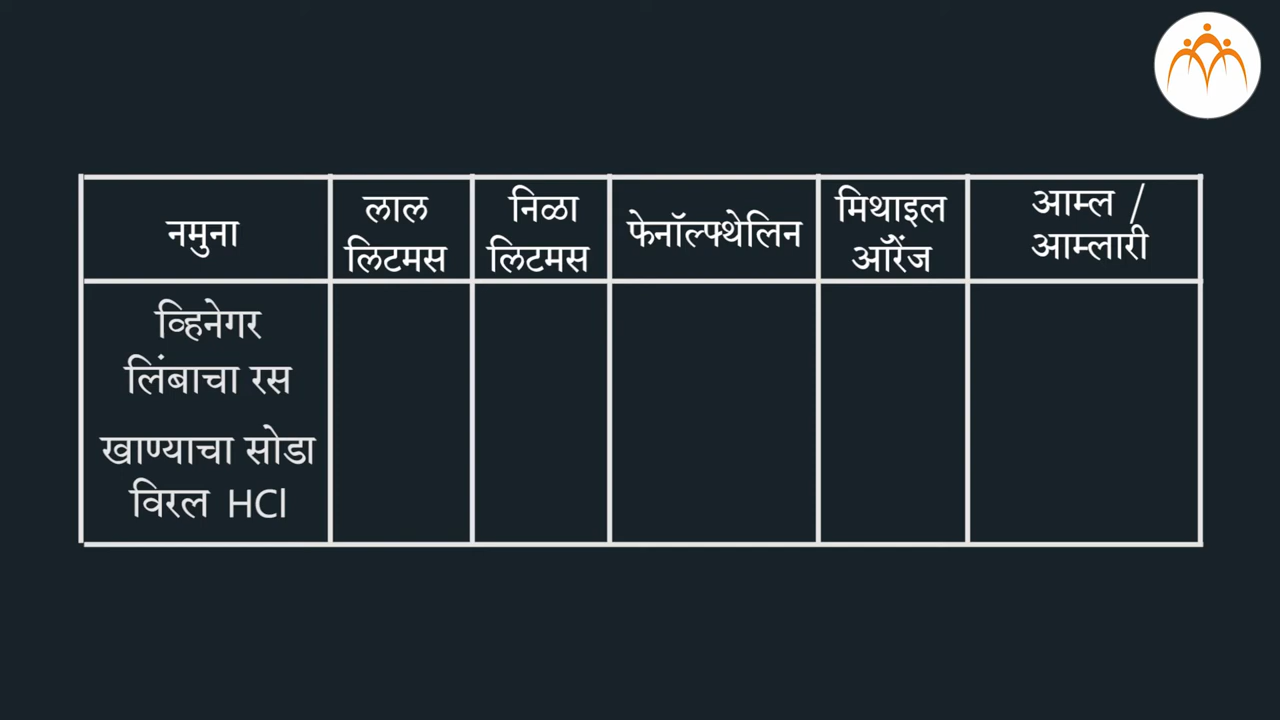 नमुना
लाल
लिटमस
निळा
लिटमस
फेनॉल्फ्थेलिन
मिथाइल
ऑरेंज
आम्ल /
आम्लारी
व्हिनेगर
लिंबाचा रस
खाण्याचा सोडा
विरल HCl